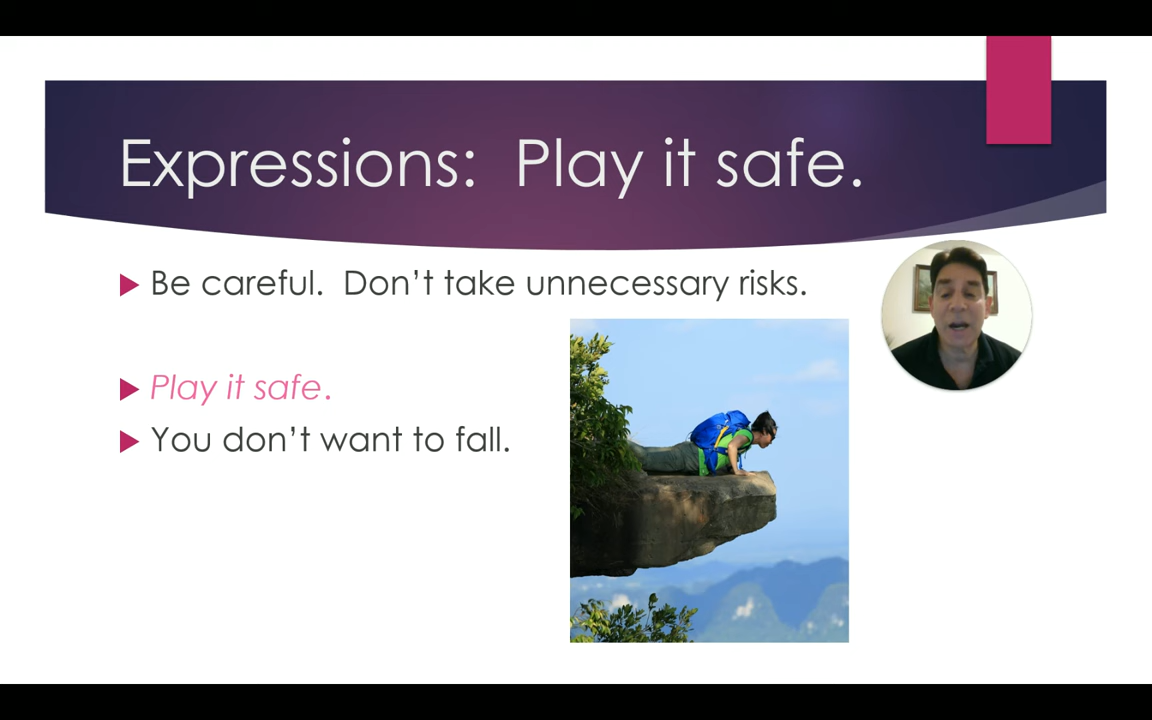 Expressions:  Play it safe.
Be careful.  Don’t take unnecessary risks.
Play it safe.
You don’t want to fall.